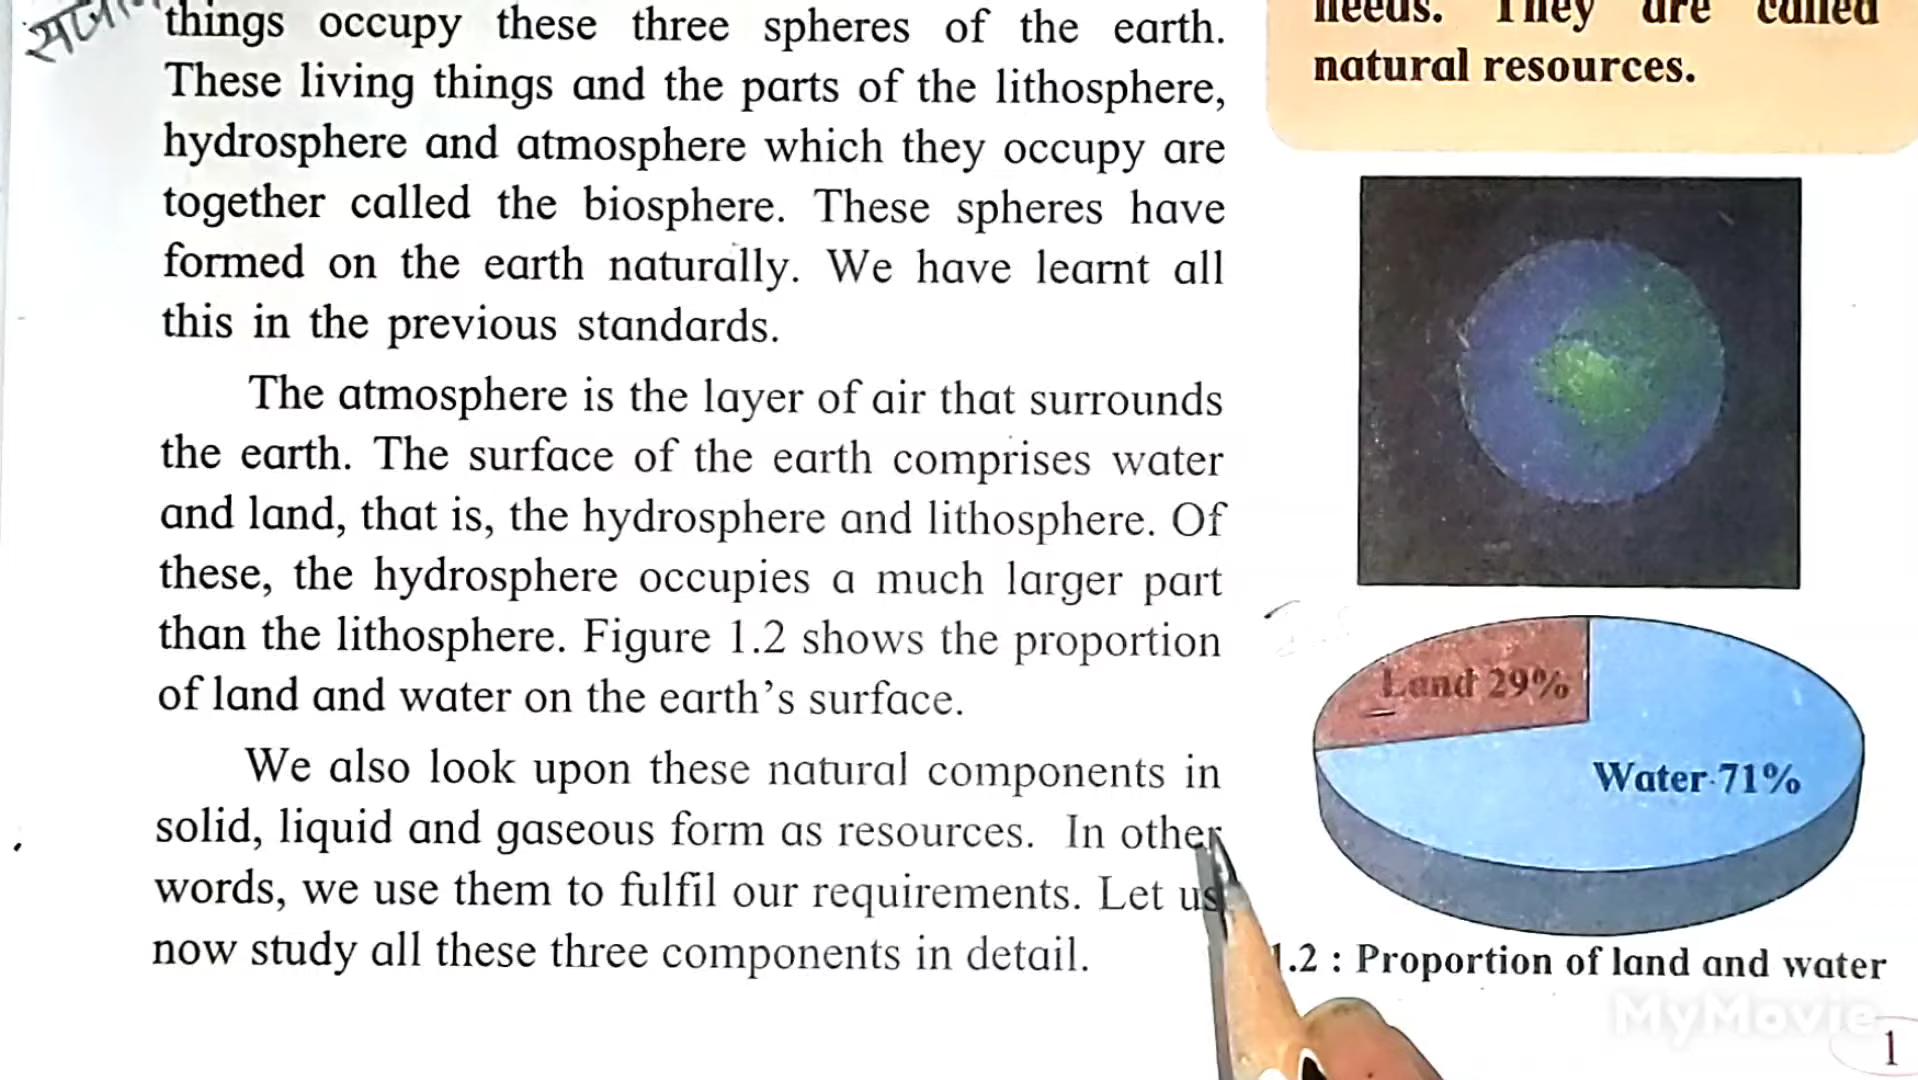 things occupy these three spheres of the earth.
These living things and the parts of the lithosphere,
hydrosphere and atmosphere which they occupy are
together called the biosphere. These spheres have
formed on the earth naturally. We have learnt all
this in the previous standards.
The atmosphere is the layer of air that surrounds
the earth. The surface of the earth comprises water
and land, that is, the hydrosphere and lithosphere. Of
these, the hydrosphere occupies a much larger part
than the lithosphere. Figure 1.2 shows the proportion
of land and water on the earth's surface.
We also look upon these natural components in
solid, liquid and gaseous form as resources. In other
words, we use them to fulfil our requirements. Let us
now study all these three components in detail.
needs. They are called
natural resources.
Land 29%
Water 71%
1.2 : Proportion of land and water
MyMovie
1